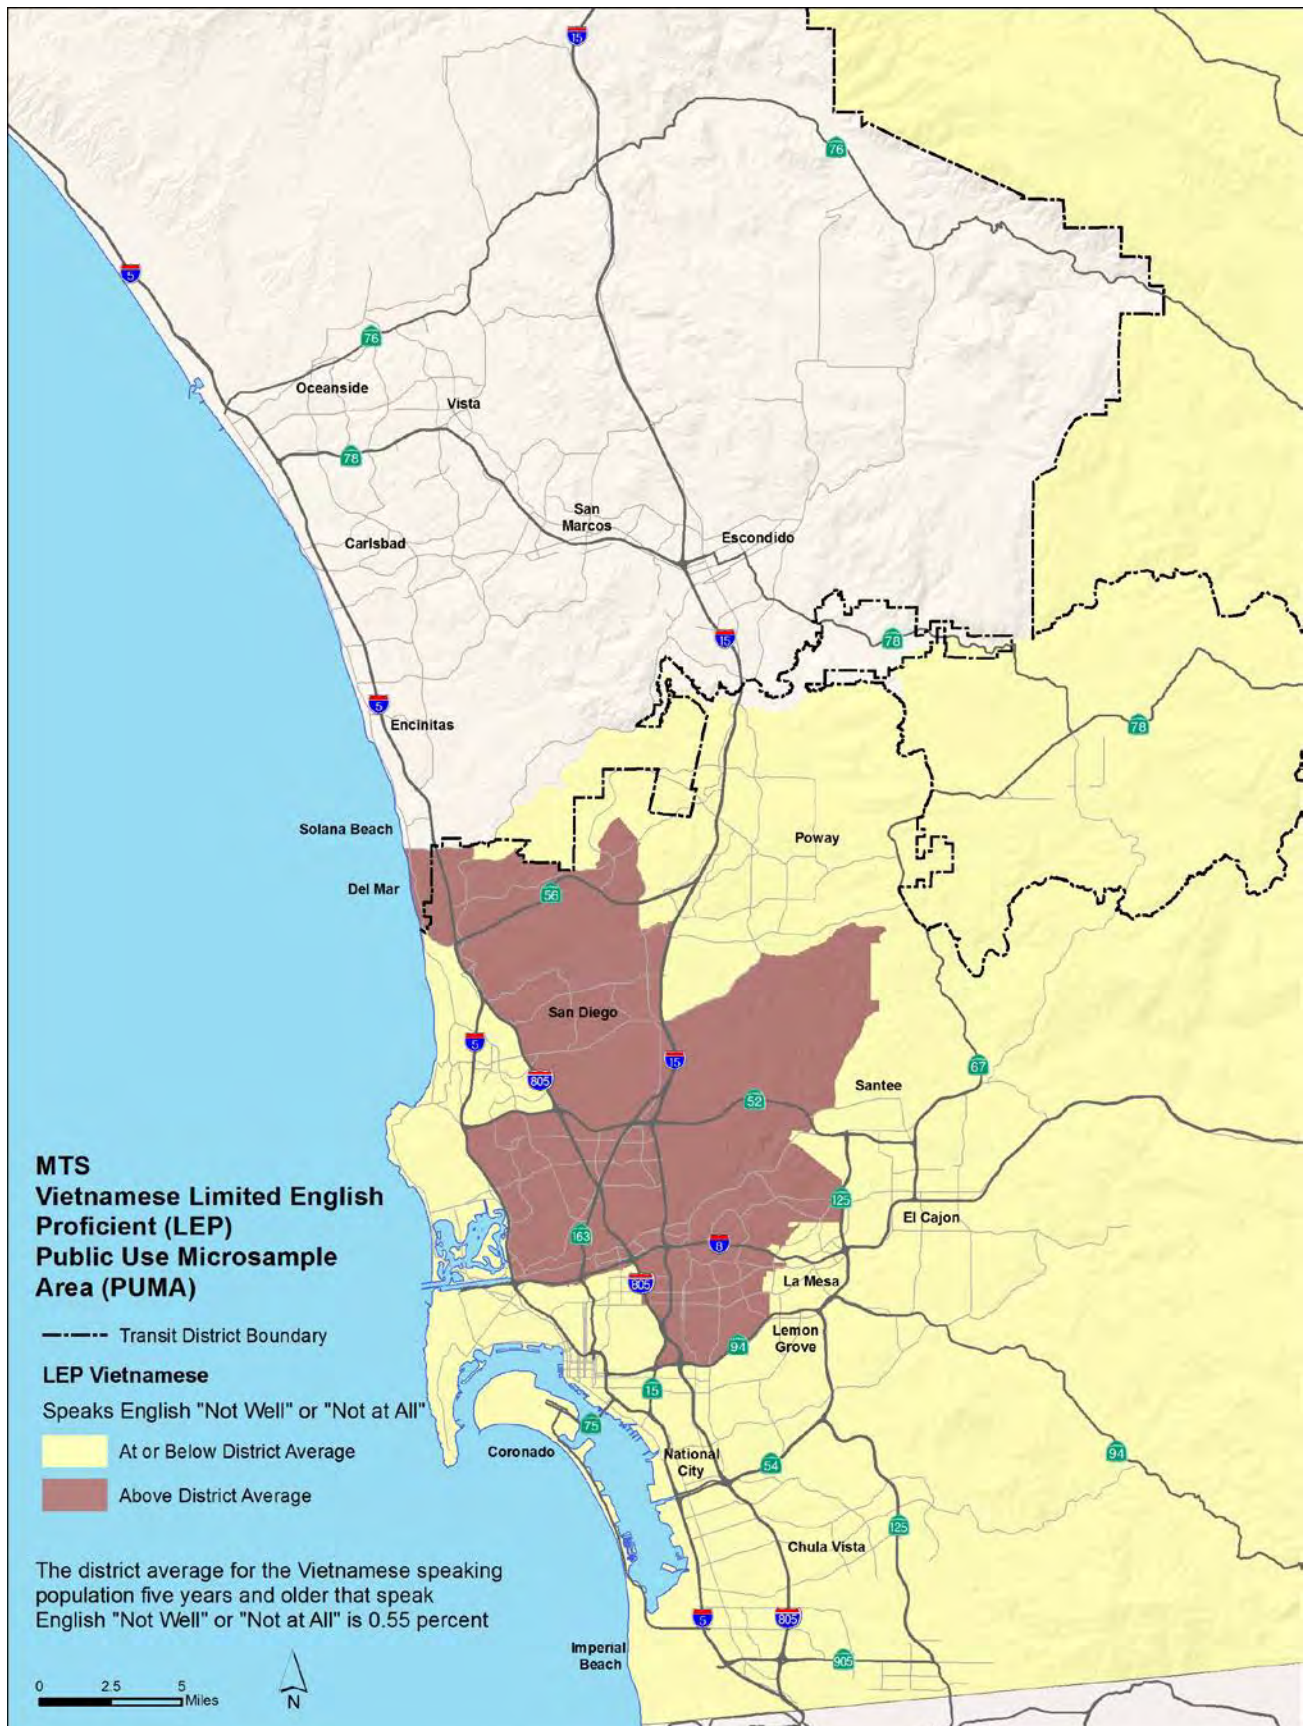 15
76
5
76
Oceanside
Vista
78
San
Marcos
Escondido
Carlsbad
15
78
5
Encinitas
78
Solana Beach
Poway
Del Mar
56
San Diego
5
15
805
67
Santee
52
MTS
Vietnamese Limited English
Proficient (LEP)
Public Use Microsample
Area (PUMA)
125
El Cajon
163
8
805
La Mesa
Transit District Boundary
Lemon
Grove
94
LEP Vietnamese
15
Speaks English "Not Well" or "Not at All"
75
At or Below District Average
Coronado
National
City
54
94
Above District Average
125
Chula Vista
The district average for the Vietnamese speaking
population five years and older that speak
English "Not Well" or "Not at All" is 0.55 percent
5
805
Imperial
Beach
905
0 2.5 5
Miles
N